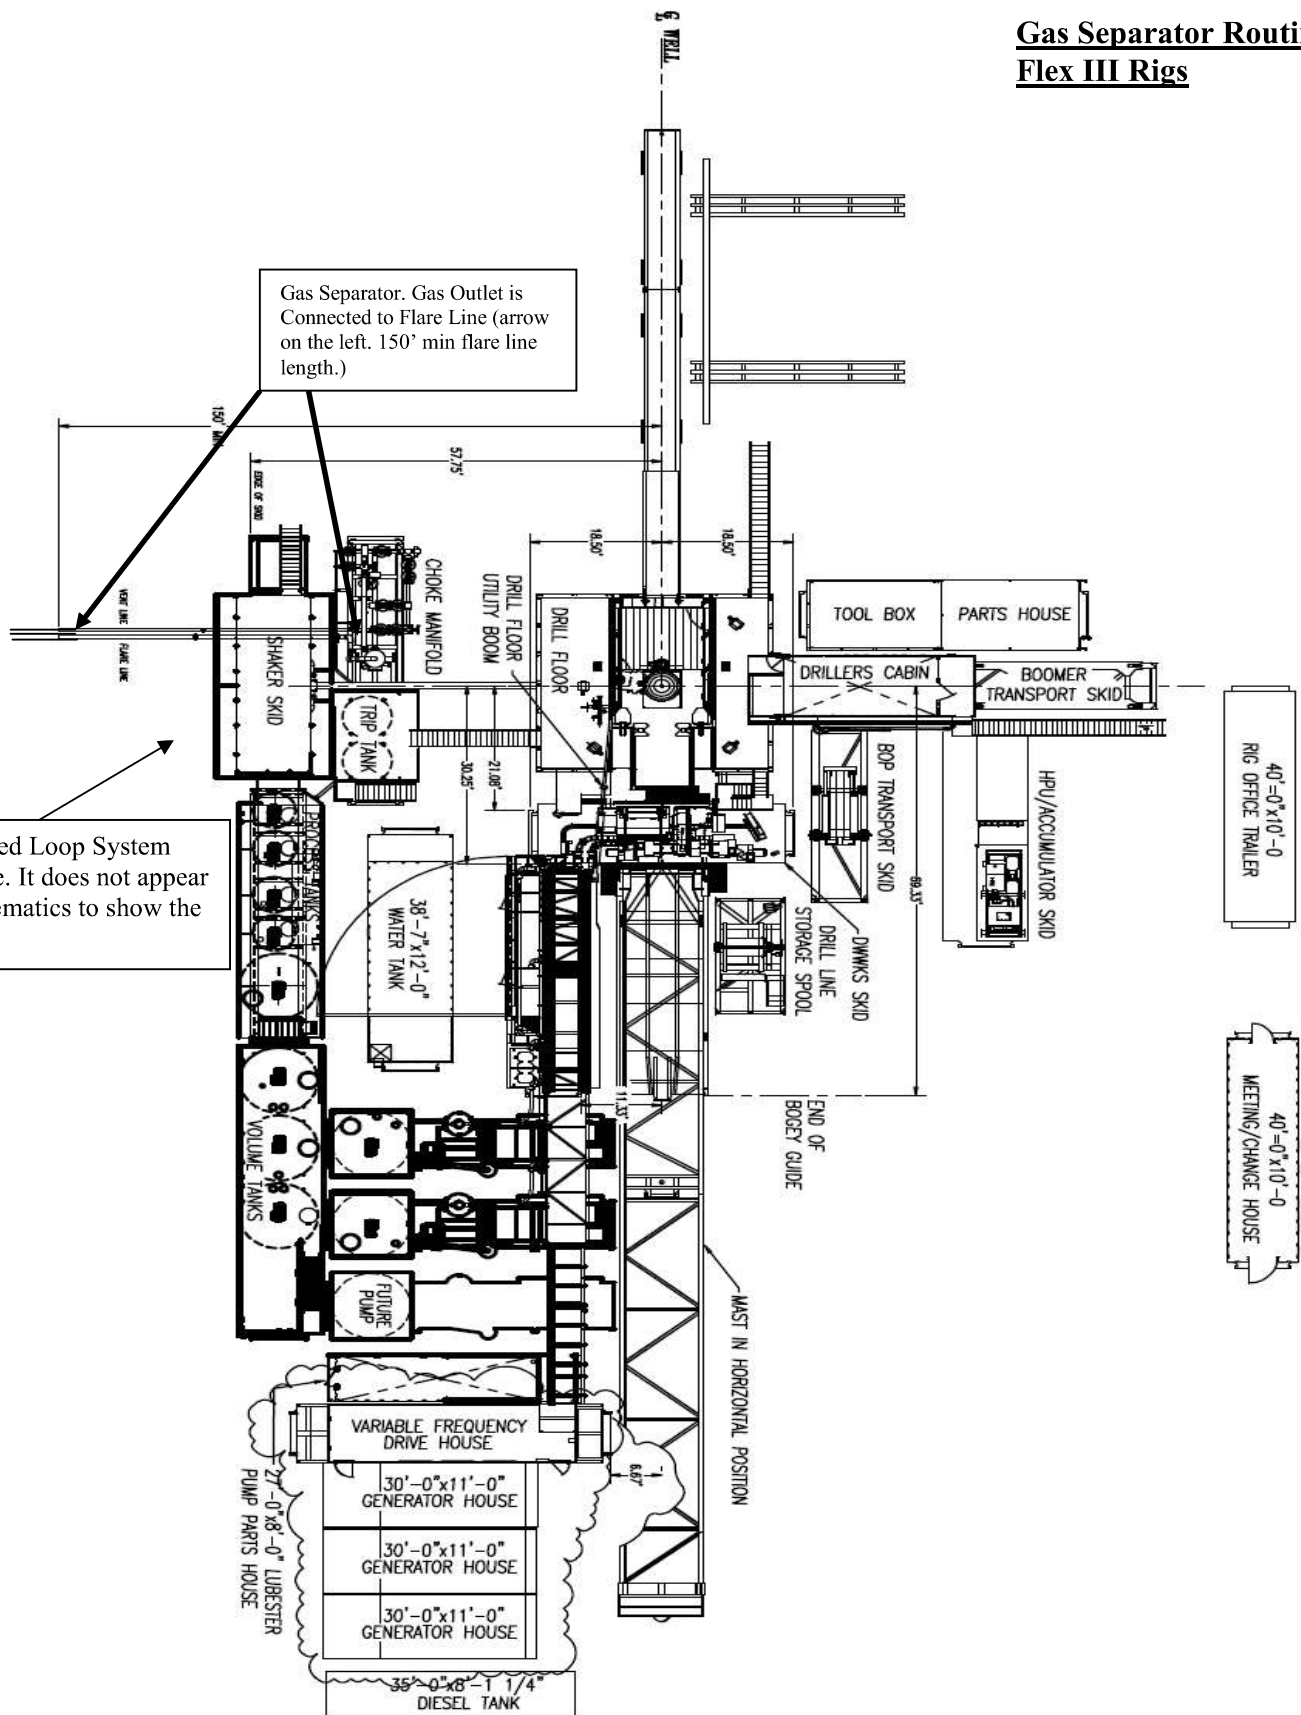 Gas Separator Routi
Flex III Rigs
℄ WELL
Gas Separator. Gas Outlet is
Connected to Flare Line (arrow
on the left. 150' min flare line
length.)
150' MIN
57.75'
EDGE OF SKID
18.50'
18.50'
CHOKE MANIFOLD
DRILL FLOOR
UTILITY BOOM
DRILL FLOOR
TOOL BOX
PARTS HOUSE
DRILLERS CABIN
BOOMER
TRANSPORT SKID
VENT LINE
FLARE LINE
SHAKER SKID
TRIP TANK
30.25'
21.08'
BOP TRANSPORT SKID
HPU/ACCUMULATOR SKID
40'=0"x10'-0
RIG OFFICE TRAILER
69.33'
ed Loop System
e. It does not appear
ematics to show the
PROCESS TANKS
38'-7"x12'-0"
WATER TANK
DRILL LINE
STORAGE SPOOL
DWWKS SKID
11.33'
END OF
BOGEY GUIDE
40'=0"x10'-0
MEETING/CHANGE HOUSE
VOLUME TANKS
FUTURE
PUMP
MAST IN HORIZONTAL POSITION
VARIABLE FREQUENCY
DRIVE HOUSE
6.67'
27'-0"x8'-0" LUBESTER
PUMP PARTS HOUSE
30'-0"x11'-0"
GENERATOR HOUSE
30'-0"x11'-0"
GENERATOR HOUSE
30'-0"x11'-0"
GENERATOR HOUSE
35'-0"x8'-1 1/4"
DIESEL TANK